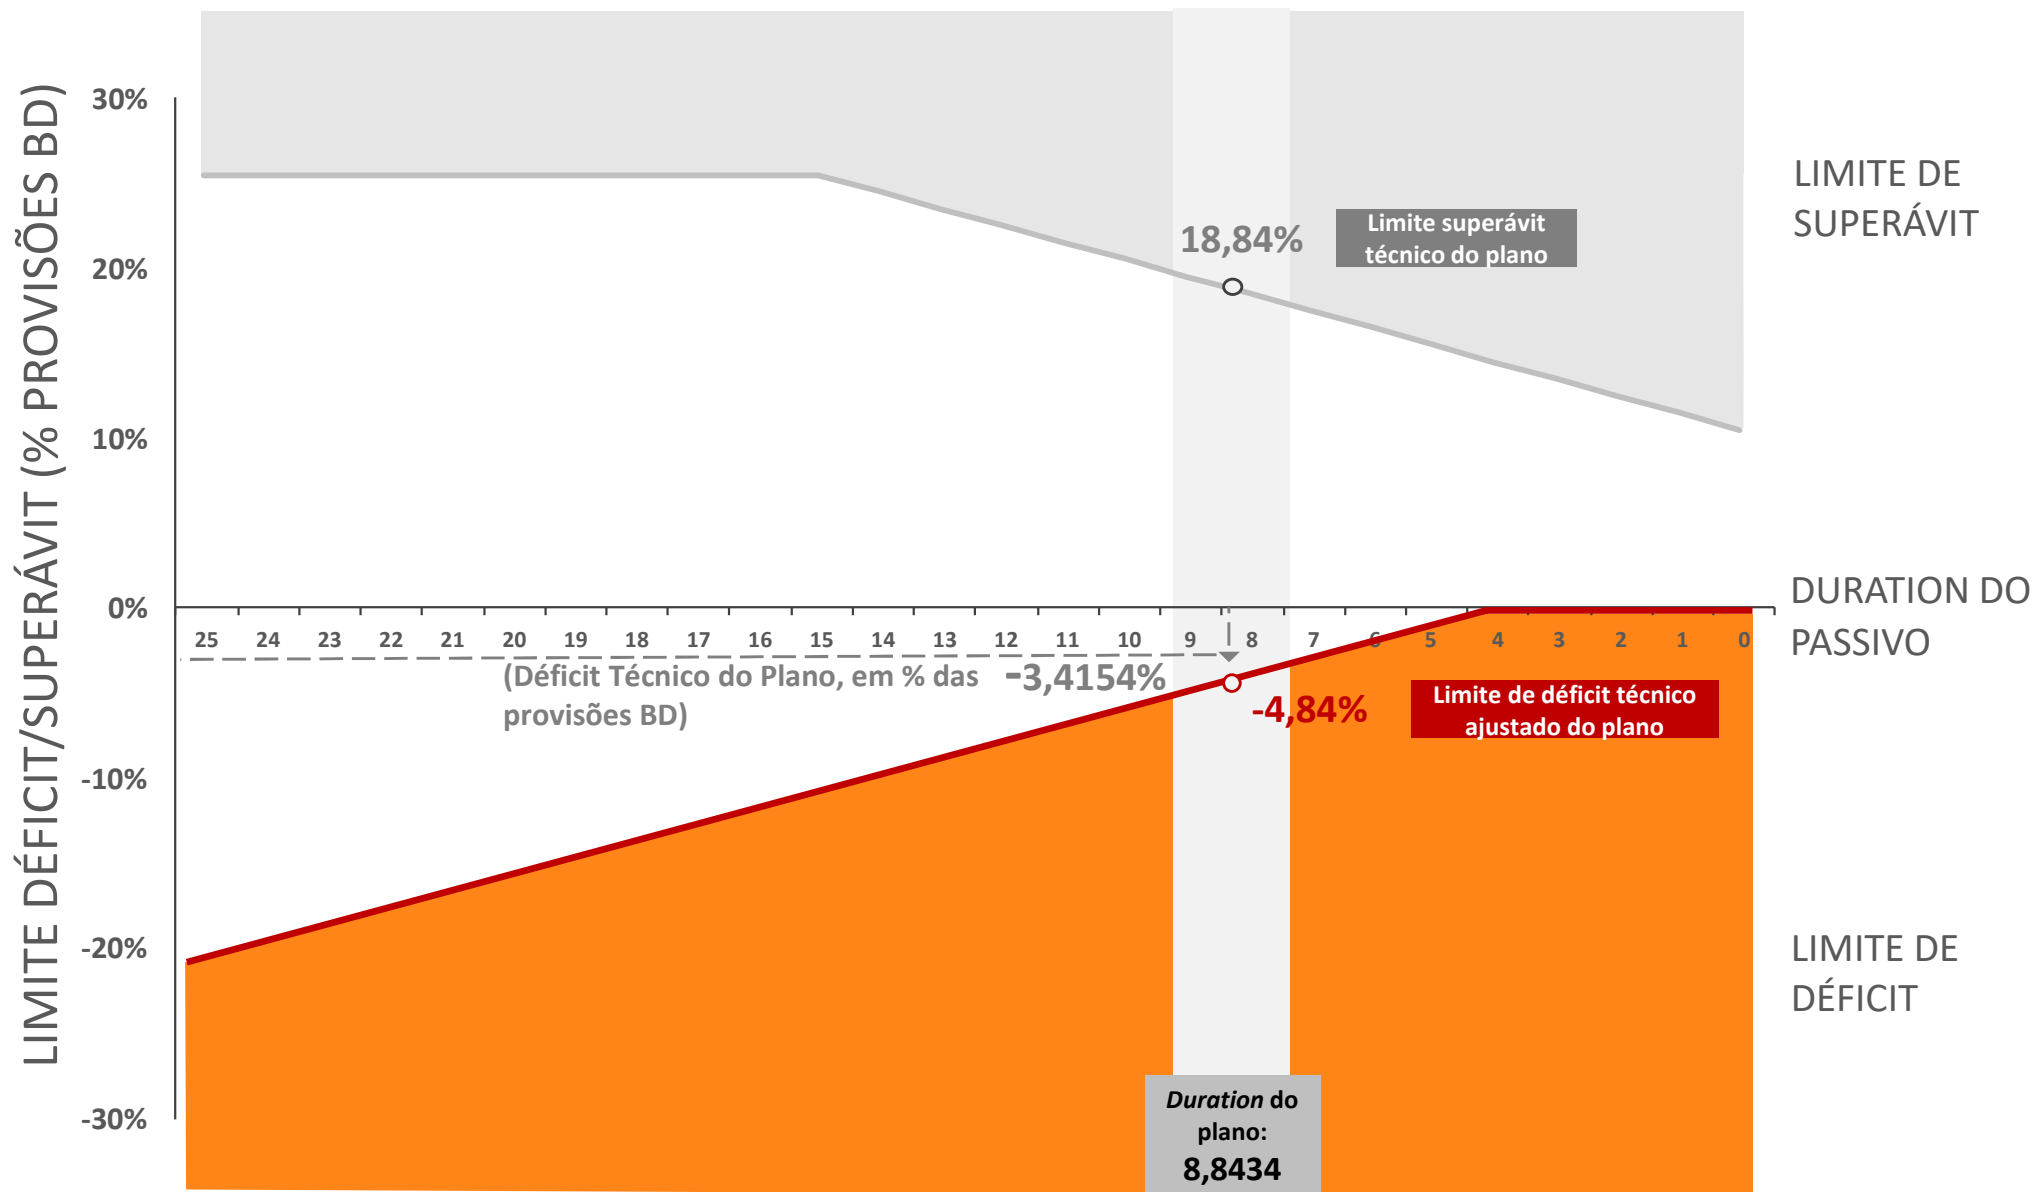 LIMITE DÉFICIT/SUPERÁVIT (% PROVISÕES BD)
30%
20%
10%
0%
-10%
-20%
-30%
LIMITE DE
SUPERÁVIT
18,84%
Limite superávit
técnico do plano
DURATION DO
PASSIVO
25 24 23 22 21 20 19 18 17 16 15 14 13 12 11 10 9 8 7 6 5 4 3 2 1 0
(Déficit Técnico do Plano, em % das
provisões BD)
-3,4154%
-4,84%
Limite de déficit técnico
ajustado do plano
LIMITE DE
DÉFICIT
Duration do
plano:
8,8434